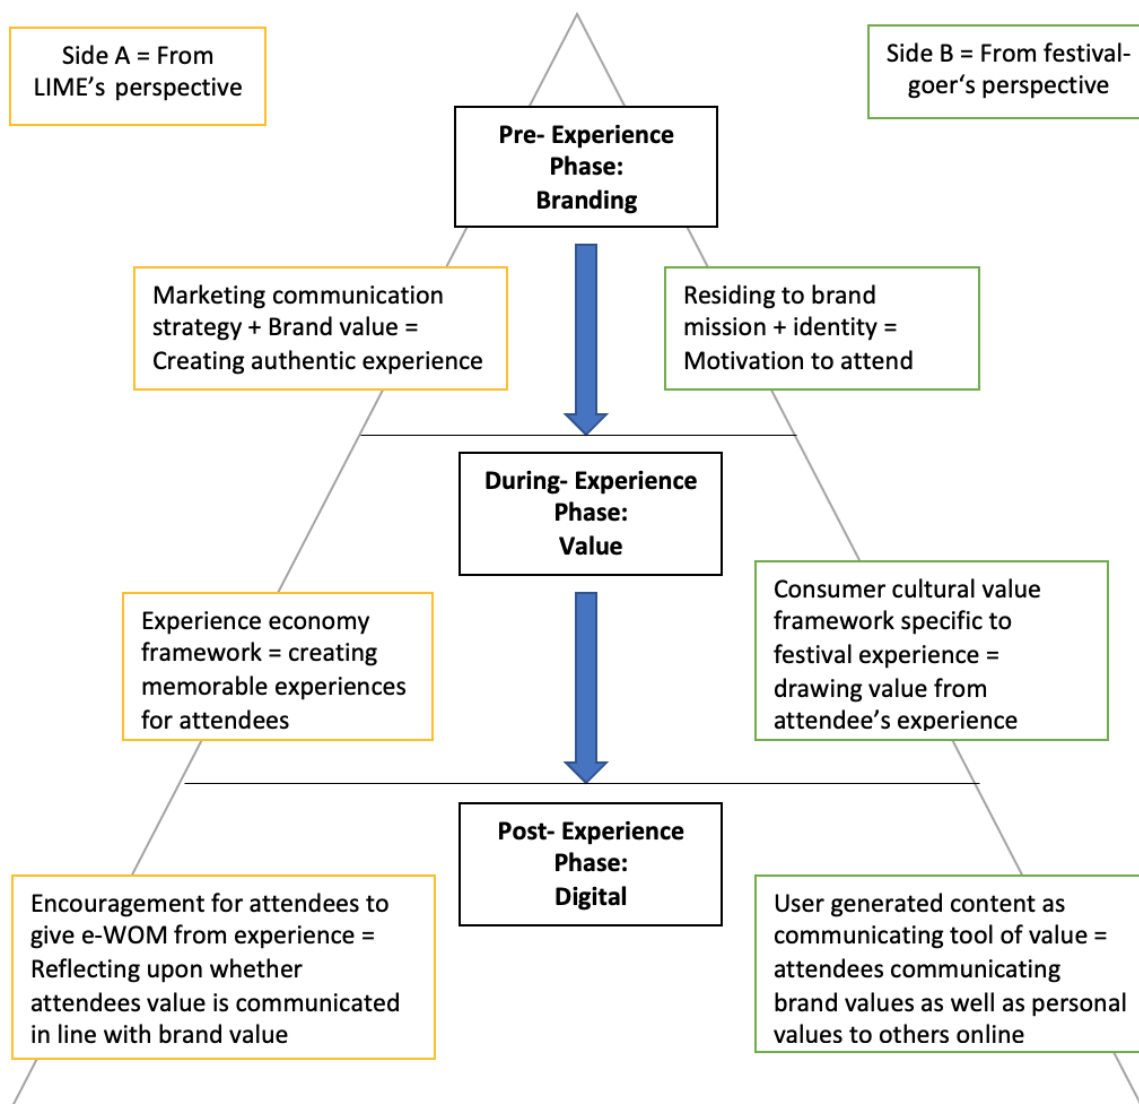 Side A = From
LIME's perspective
Side B = From festival-
goer‘s perspective
Pre- Experience
Phase:
Branding
Marketing communication
strategy + Brand value =
Creating authentic experience
Residing to brand
mission + identity =
Motivation to attend
During- Experience
Phase:
Value
Experience economy
framework = creating
memorable experiences
for attendees
Consumer cultural value
framework specific to
festival experience =
drawing value from
attendee's experience
Post- Experience
Phase:
Digital
Encouragement for attendees to
give e-WOM from experience =
Reflecting upon whether
attendees value is communicated
in line with brand value
User generated content as
communicating tool of value =
attendees communicating
brand values as well as personal
values to others online